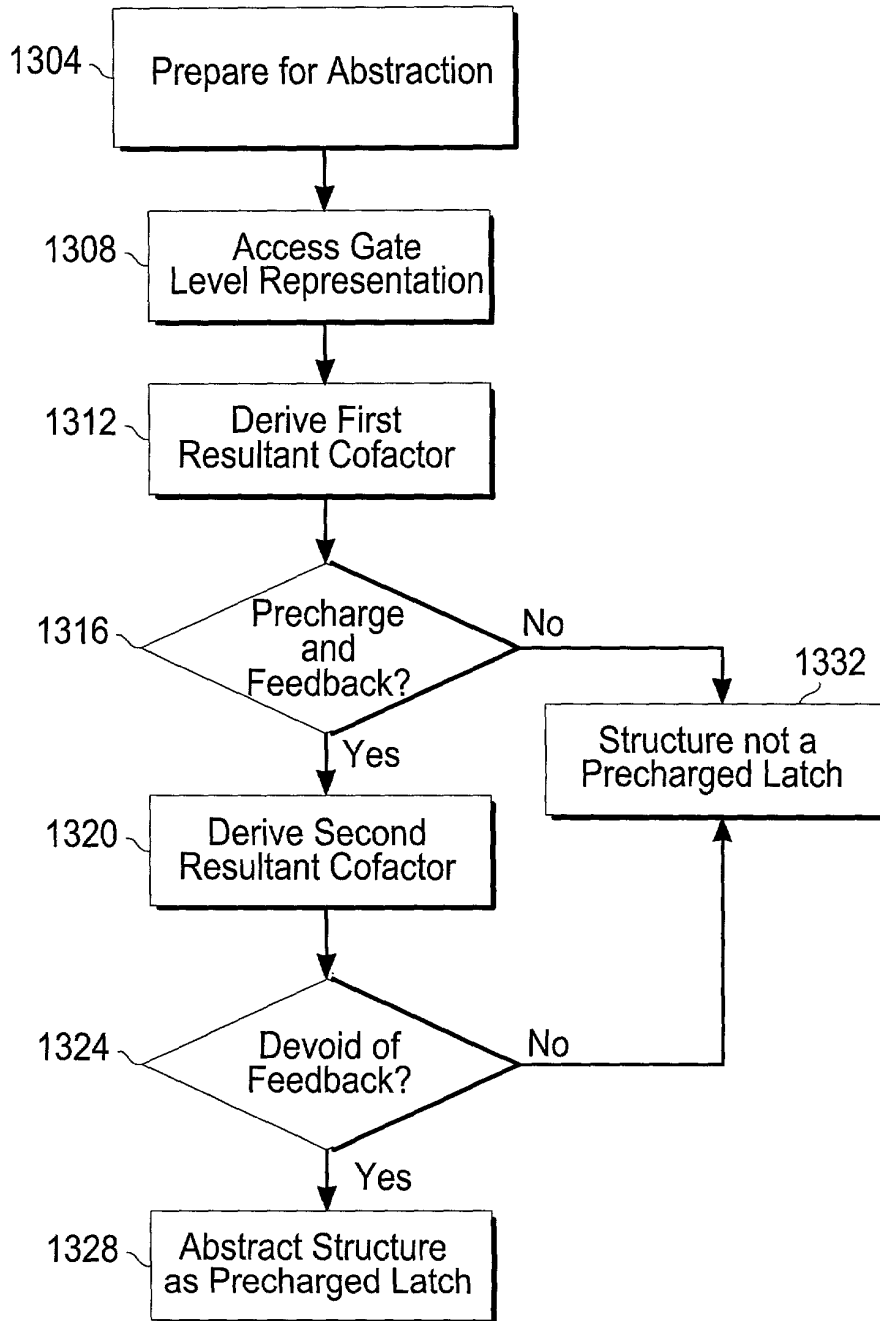 1304
Prepare for Abstraction
1308
Access Gate
Level Representation
1312
Derive First
Resultant Cofactor
1316
Precharge
and
Feedback?
No
Yes
1332
Structure not a
Precharged Latch
1320
Derive Second
Resultant Cofactor
1324
Devoid of
Feedback?
No
Yes
1328
Abstract Structure
as Precharged Latch